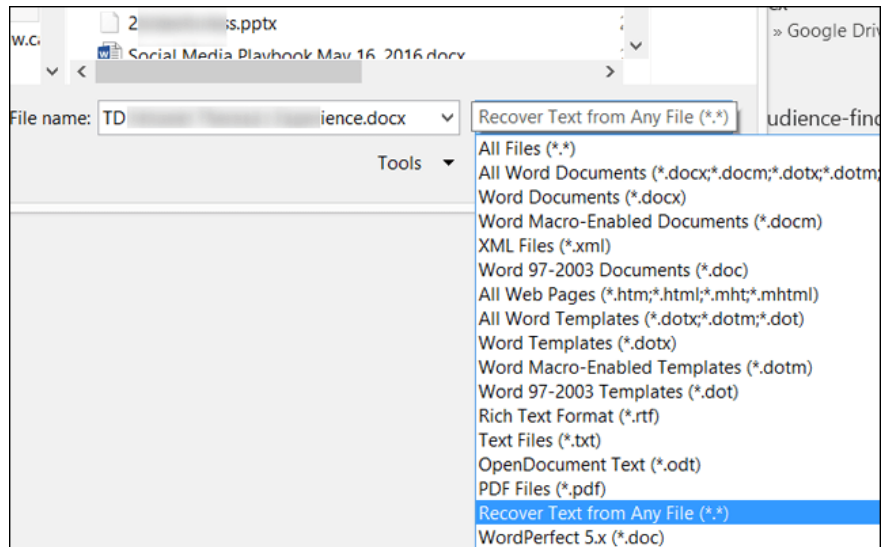 2 s.pptx
w.c
Social Media Playbook May 16, 2016.docx
» Google Driv
File name: TD ience.docx
Recover Text from Any File (*.*)
udience-find
Tools
All Files (*.*)
All Word Documents (*.docx;*.docm;*.dotx;*.dotm;
Word Documents (*.docx)
Word Macro-Enabled Documents (*.docm)
XML Files (*.xml)
Word 97-2003 Documents (*.doc)
All Web Pages (*.htm;*.html;*.mht;*.mhtml)
All Word Templates (*.dotx;*.dotm;*.dot)
Word Templates (*.dotx)
Word Macro-Enabled Templates (*.dotm)
Word 97-2003 Templates (*.dot)
Rich Text Format (*.rtf)
Text Files (*.txt)
OpenDocument Text (*.odt)
PDF Files (*.pdf)
Recover Text from Any File (*.*)
WordPerfect 5.x (*.doc)